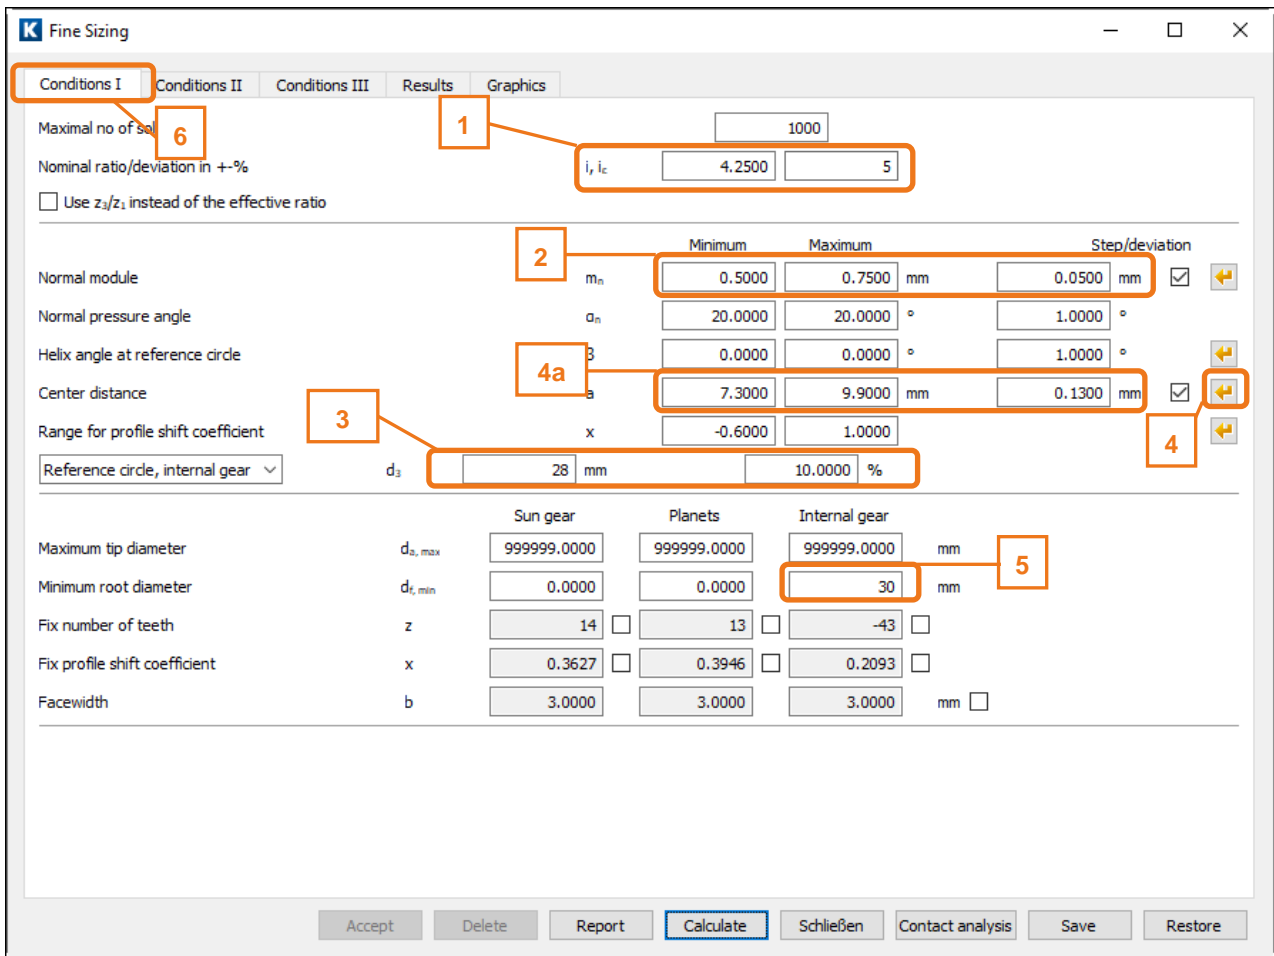 K Fine Sizing
Conditions I Conditions II Conditions III Results Graphics
6
1
Maximal no of sol 1000
Nominal ratio/deviation in +-% i, i꜀ 4.2500 5
Use z₃/z₁ instead of the effective ratio
2
Minimum Maximum Step/deviation
Normal module mₙ 0.5000 0.7500 mm 0.0500 mm
Normal pressure angle αₙ 20.0000 20.0000 ° 1.0000 °
Helix angle at reference circle β 0.0000 0.0000 ° 1.0000 °
4a
Center distance a 7.3000 9.9000 mm 0.1300 mm
3
4
Range for profile shift coefficient x -0.6000 1.0000
Reference circle, internal gear d₃ 28 mm 10.0000 %
Sun gear Planets Internal gear
Maximum tip diameter dₐ, ₘₐₓ 999999.0000 999999.0000 999999.0000 mm
5
Minimum root diameter df, min 0.0000 0.0000 30 mm
Fix number of teeth z 14 13 -43
Fix profile shift coefficient x 0.3627 0.3946 0.2093
Facewidth b 3.0000 3.0000 3.0000 mm
Accept Delete Report Calculate Schließen Contact analysis Save Restore